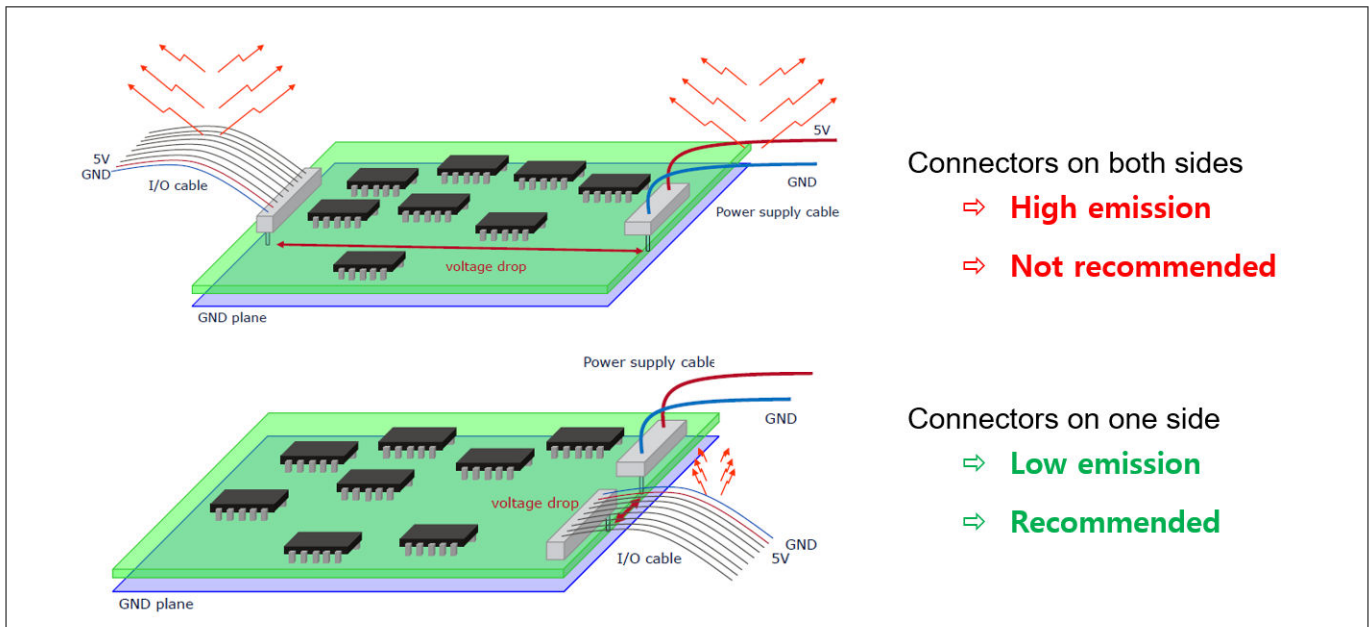 5V
5V
GND
I/O cable
GND
Power supply cable
voltage drop
GND plane
Connectors on both sides
⇨ High emission
⇨ Not recommended
Power supply cable
GND
voltage drop
I/O cable
GND
5V
GND plane
Connectors on one side
⇨ Low emission
⇨ Recommended